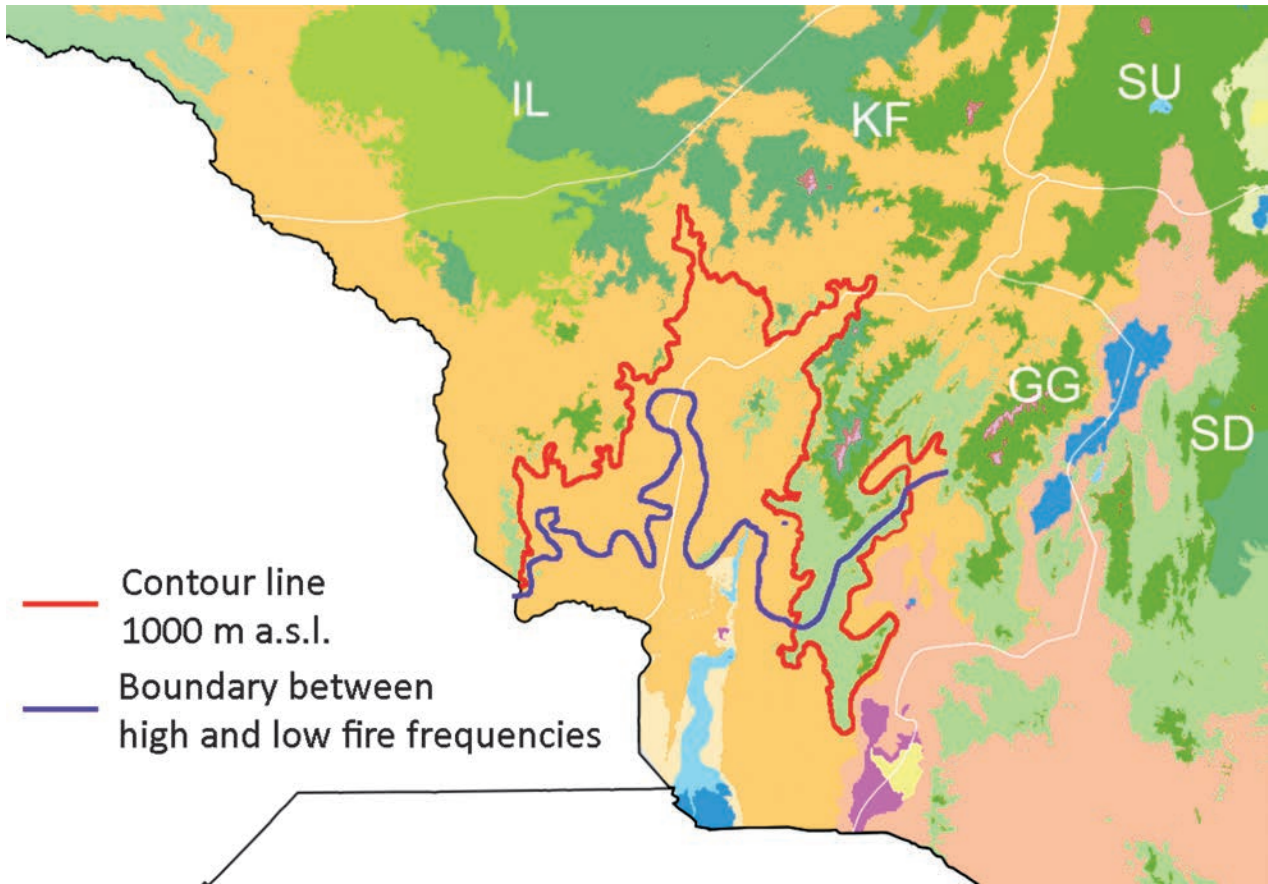 IL
KF
SU
GG
SD
Contour line
1000 m a.s.l.
Boundary between
high and low fire frequencies